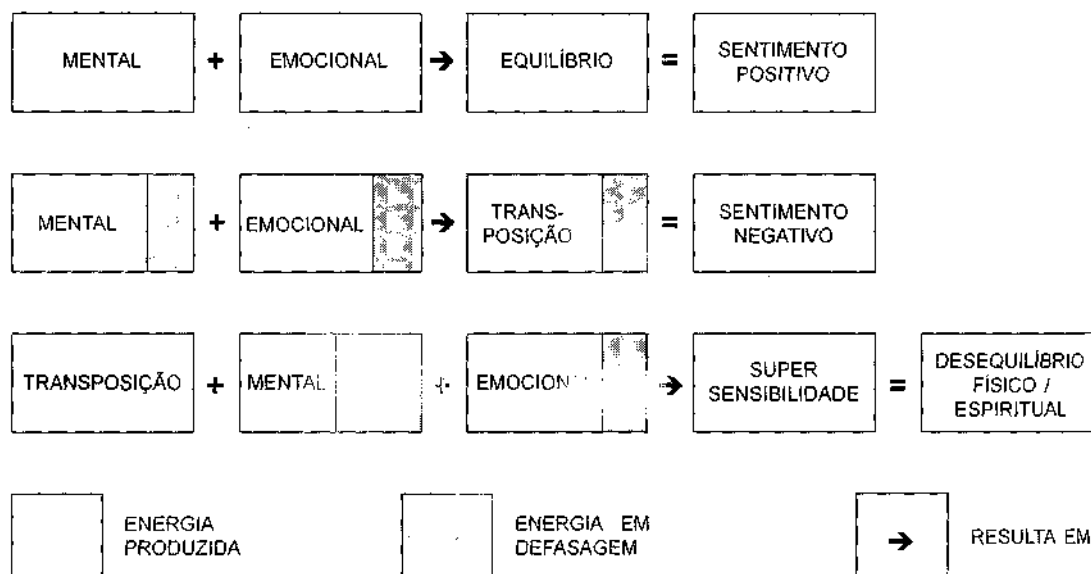 MENTAL + EMOCIONAL → EQUILÍBRIO = SENTIMENTO
POSITIVO
MENTAL + EMOCIONAL → TRANS-
POSIÇÃO = SENTIMENTO
NEGATIVO
TRANSPOSIÇÃO + MENTAL + → SUPER
SENSIBILIDADE = DESEQUILÍBRIO
FÍSICO /
ESPIRITUAL
ENERGIA
PRODUZIDA
ENERGIA EM
DEFASAGEM
→ RESULTA EM